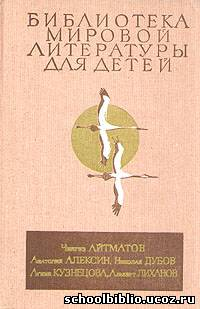 БИБЛИОТЕКА
МИРОВОЙ
ЛИТЕРАТУРЫ
ДЛЯ ДЕТЕЙ
Чингиз АЙТМАТОВ
Анатолий АЛЕКСИН, Николай ДУБОВ
Агния КУЗНЕЦОВА, Альберт ЛИХАНОВ
schoolbiblio.ucoz.ru